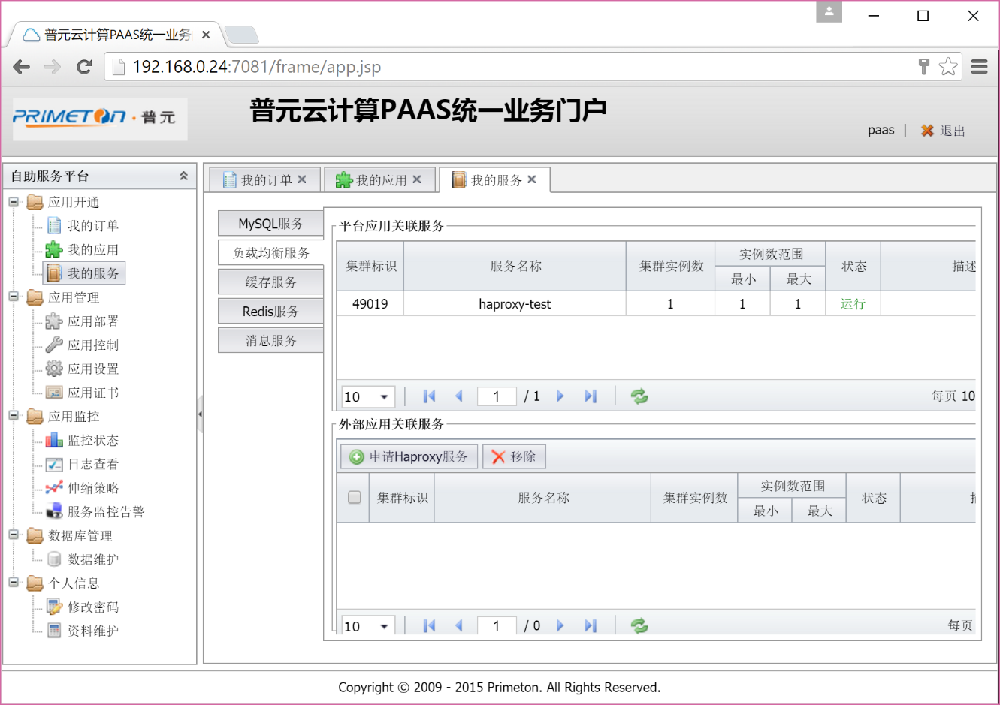 普元云计算PAAS统一业务
192.168.0.24:7081/frame/app.jsp
PRIMETON·普元
普元云计算PAAS统一业务门户
paas | 退出
自助服务平台
应用开通
我的订单
我的应用
我的服务
应用管理
应用部署
应用控制
应用设置
应用证书
应用监控
监控状态
日志查看
伸缩策略
服务监控告警
数据库管理
数据维护
个人信息
修改密码
资料维护
我的订单 我的应用 我的服务
MySQL服务
负载均衡服务
缓存服务
Redis服务
消息服务
平台应用关联服务
集群标识 服务名称 集群实例数 实例数范围 状态 描述
最小 最大
49019 haproxy-test 1 1 1 运行
10 1 / 1 每页 10
外部应用关联服务
申请Haproxy服务 移除
集群标识 服务名称 集群实例数 实例数范围 状态
最小 最大
10 1 / 0 每页
Copyright © 2009 - 2015 Primeton. All Rights Reserved.